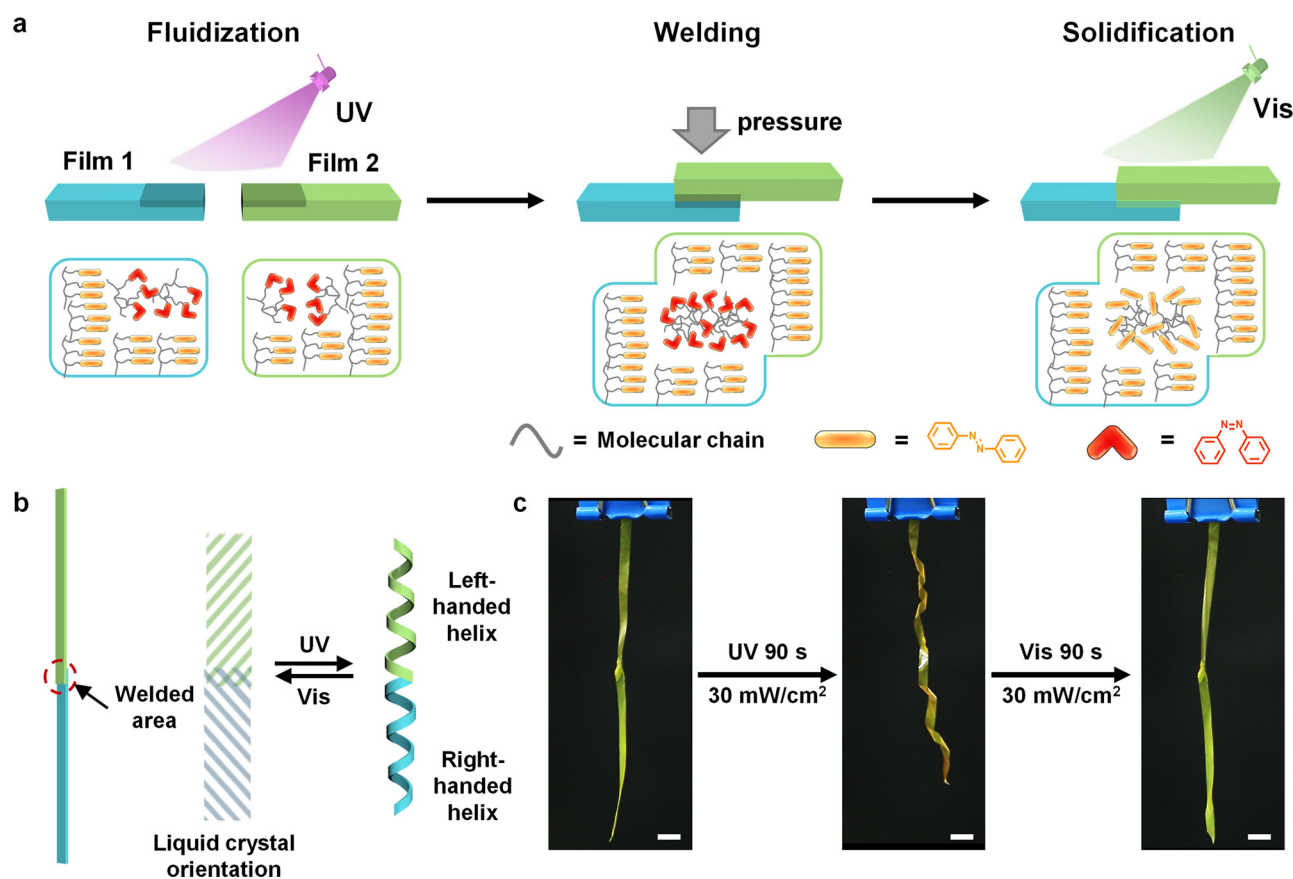 a
Fluidization
Welding
Solidification
UV
Vis
pressure
Film 1
Film 2
= Molecular chain
=
N
N
=
N=N
b
c
Left-
handed
helix
UV
Vis
Welded
area
Right-
handed
helix
Liquid crystal
orientation
UV 90 s
30 mW/cm²
Vis 90 s
30 mW/cm²